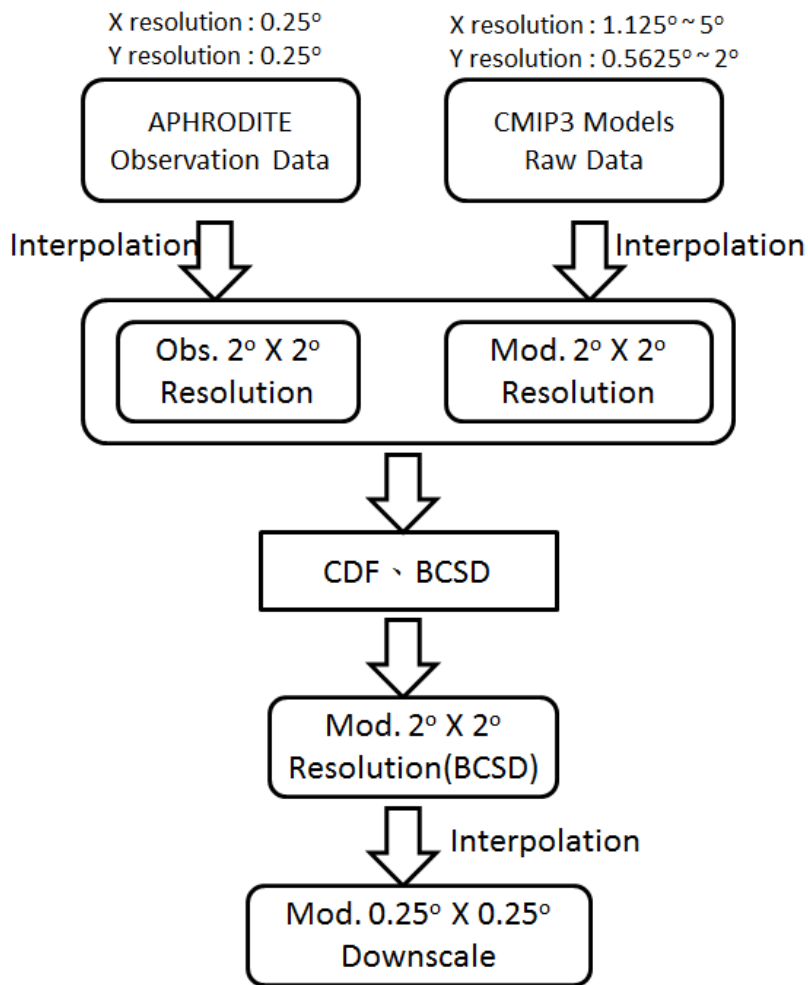 X resolution : 0.25°
Y resolution : 0.25°
X resolution : 1.125° ~ 5°
Y resolution : 0.5625° ~ 2°
APHRODITE
Observation Data
CMIP3 Models
Raw Data
Interpolation
Interpolation
Obs. 2° X 2°
Resolution
Mod. 2° X 2°
Resolution
CDF、BCSD
Mod. 2° X 2°
Resolution(BCSD)
Interpolation
Mod. 0.25° X 0.25°
Downscale